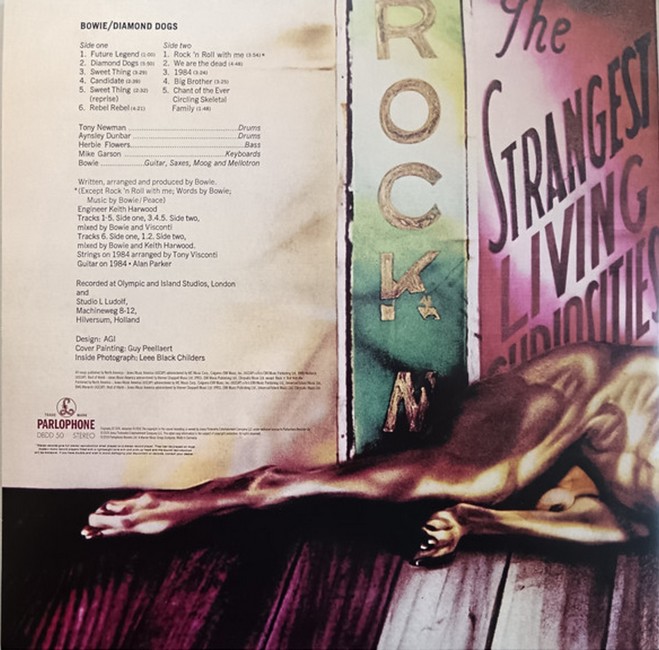 BOWIE/DIAMOND DOGS
Side one
1. Future Legend (1:00)
2. Diamond Dogs (5:50)
3. Sweet Thing (3:29)
4. Candidate (2:39)
5. Sweet Thing (2:32)
(reprise)
6. Rebel Rebel (4:21)
Side two
1. Rock 'n Roll with me (3:54)*
2. We are the dead (4:48)
3. 1984 (3:24)
4. Big Brother (3:25)
5. Chant of the Ever
Circling Skeletal
Family (1:48)
Tony Newman Drums
Aynsley Dunbar Drums
Herbie Flowers Bass
Mike Garson Keyboards
Bowie Guitar, Saxes, Moog and Mellotron
Written, arranged and produced by Bowie.
*(Except Rock 'n Roll with me; Words by Bowie;
Music by Bowie/Peace)
Engineer Keith Harwood
Tracks 1-5. Side one, 3.4.5. Side two,
mixed by Bowie and Visconti
Tracks 6. Side one, 1.2. Side two,
mixed by Bowie and Keith Harwood.
Strings on 1984 arranged by Tony Visconti
Guitar on 1984 • Alan Parker
Recorded at Olympic and Island Studios, London
and
Studio L Ludolf,
Machineweg 8-12,
Hilversum, Holland
Design: AGI
Cover Painting: Guy Peellaert
Inside Photograph: Leee Black Childers
TRADE MARK
PARLOPHONE
DBDD 50 STEREO
ROCK N
The
STRANGEST
LIVING
CURIOSITIES